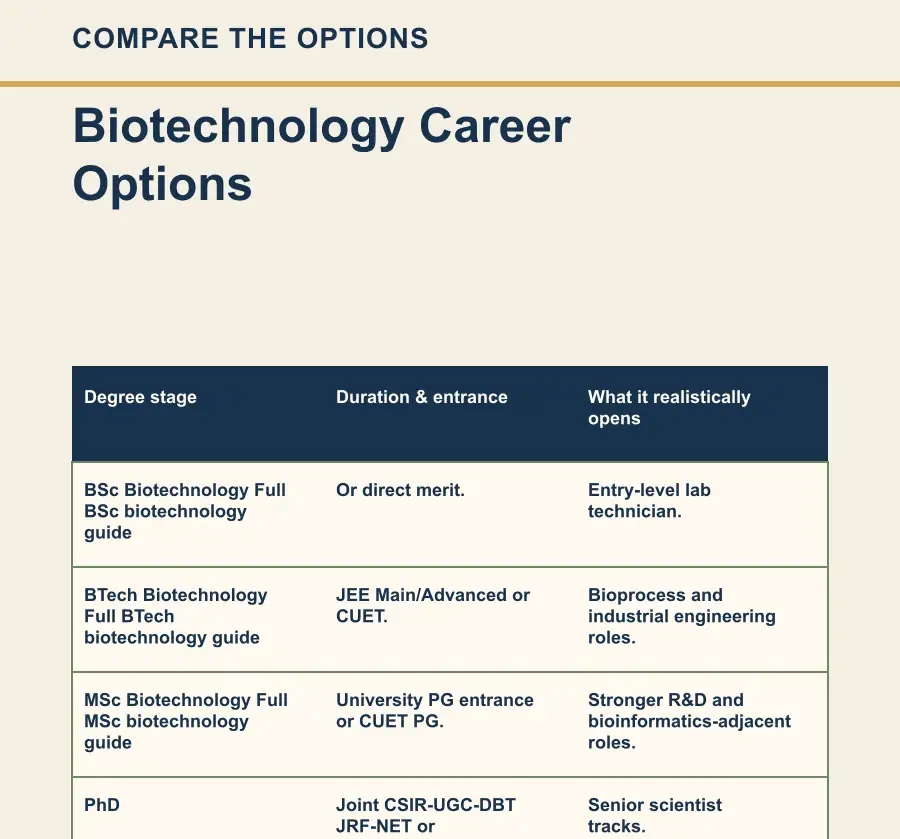 COMPARE THE OPTIONS
Biotechnology Career
Options
Degree stage
Duration & entrance
What it realistically
opens
BSc Biotechnology Full
BSc biotechnology
guide
Or direct merit.
Entry-level lab
technician.
BTech Biotechnology
Full BTech
biotechnology guide
JEE Main/Advanced or
CUET.
Bioprocess and
industrial engineering
roles.
MSc Biotechnology Full
MSc biotechnology
guide
University PG entrance
or CUET PG.
Stronger R&D and
bioinformatics-adjacent
roles.
PhD
Joint CSIR-UGC-DBT
JRF-NET or
Senior scientist
tracks.